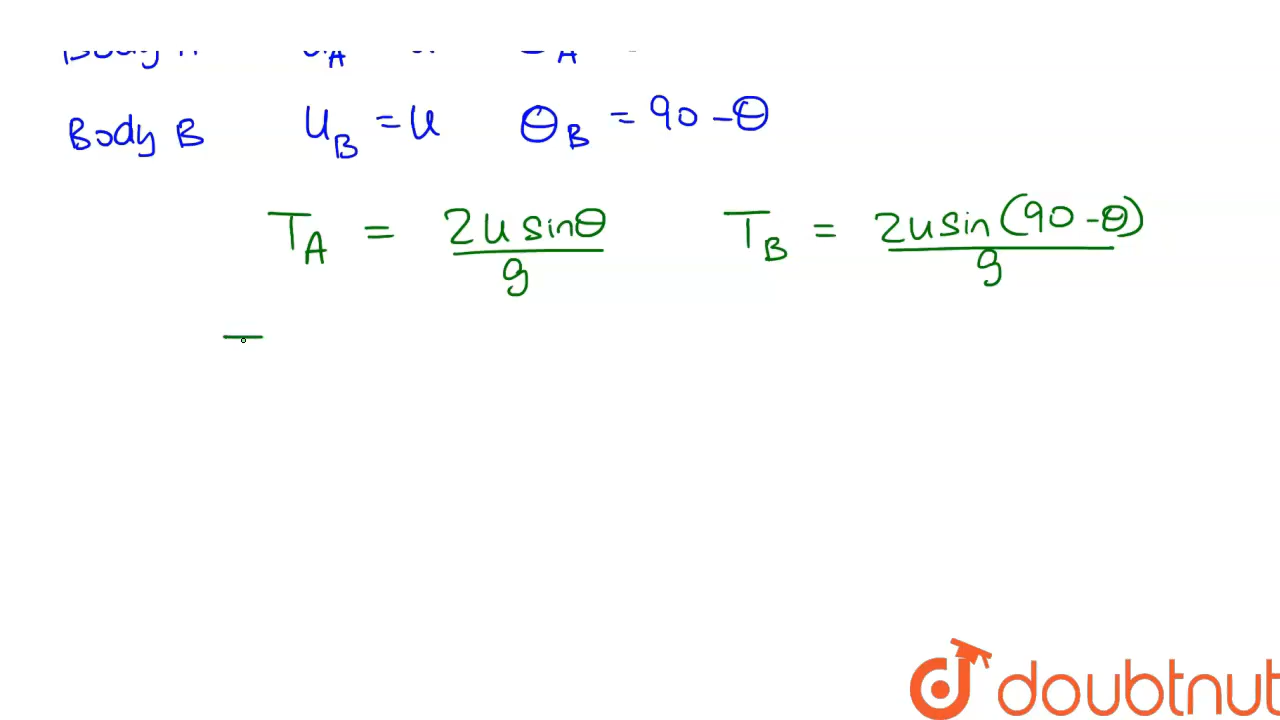 Body B u_B = u θ_B = 90 - θ
T_A = 2u sinθ / g T_B = 2u sin(90 - θ) / g
doubtnut